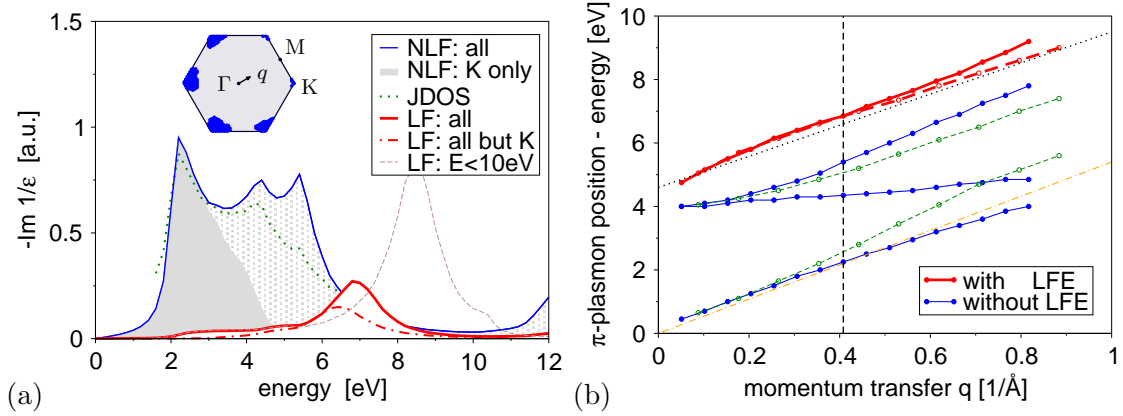 1.5
1
0.5
0
-Im 1/ε [a.u.]
0 2 4 6 8 10 12
energy [eV]
(a)
M
Γ
q
K
NLF: all
NLF: K only
JDOS
LF: all
LF: all but K
LF: E<10eV
10
8
6
4
2
0
π-plasmon position - energy [eV]
0 0.2 0.4 0.6 0.8 1
momentum transfer q [1/Å]
(b)
with LFE
without LFE